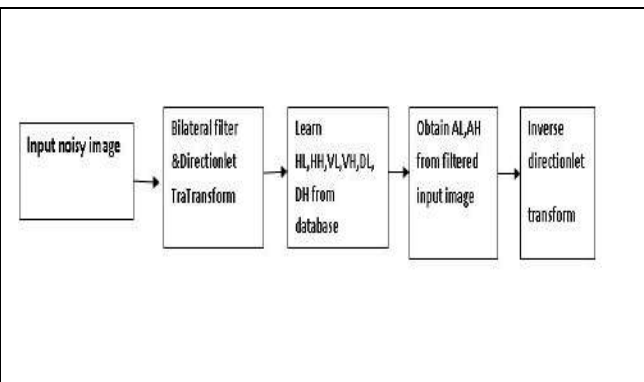 Input noisy image
Bilateral filter
&Directionlet
TraTransform
Learn
HL,HH,VL,VH,DL,
DH from
database
Obtain AL,AH
from filtered
input image
Inverse
directionlet
transform